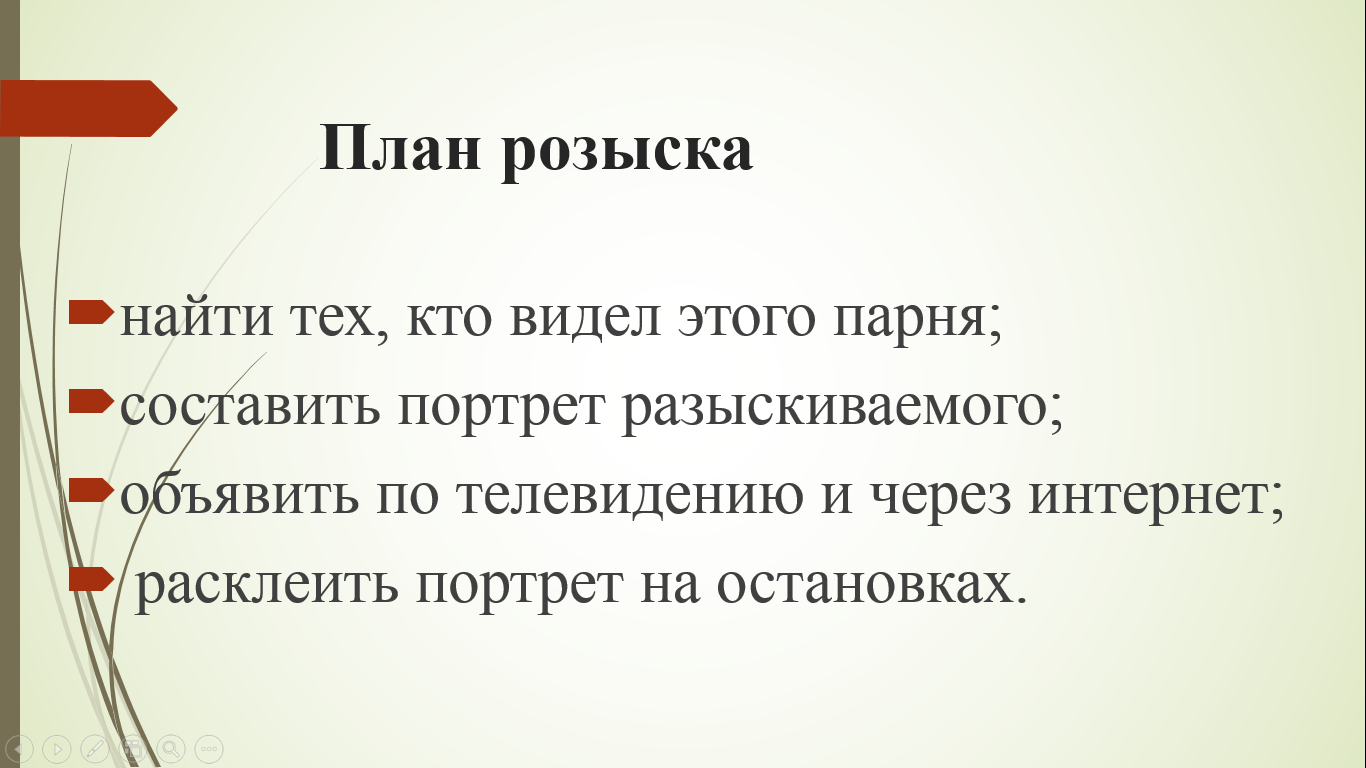 План розыска
найти тех, кто видел этого парня;
составить портрет разыскиваемого;
объявить по телевидению и через интернет;
расклеить портрет на остановках.